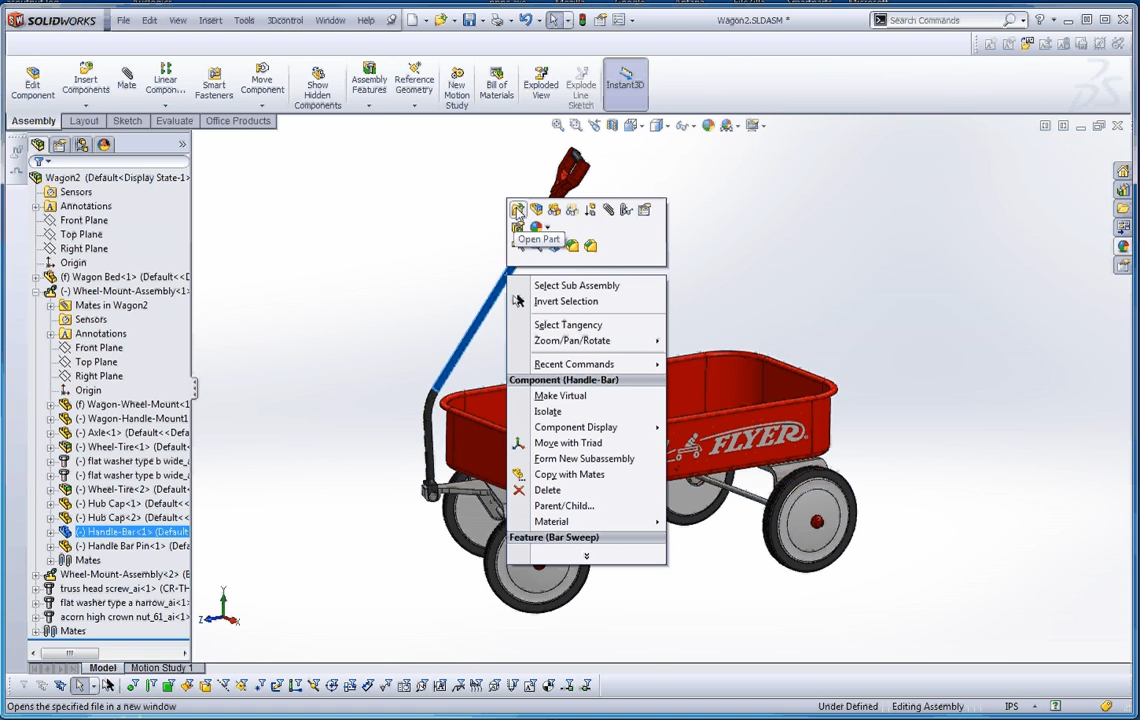 SOLIDWORKS
File Edit View Insert Tools 3Dcontrol Window Help
Wagon2.SLDASM *
Search Commands
Edit Component
Insert Components
Mate
Linear Compon...
Smart Fasteners
Move Component
Show Hidden Components
Assembly Features
Reference Geometry
New Motion Study
Bill of Materials
Exploded View
Explode Line Sketch
Instant3D
Assembly Layout Sketch Evaluate Office Products
Wagon2 (Default<Display State-1>
Sensors
Annotations
Front Plane
Top Plane
Right Plane
Origin
(f) Wagon Bed<1> (Default<<D
(-) Wheel-Mount-Assembly<1>
Mates in Wagon2
Sensors
Annotations
Front Plane
Top Plane
Right Plane
Origin
(f) Wagon-Wheel-Mount<1
(-) Wagon-Handle-Mount1
(-) Axle<1> (Default<<Defa
(-) Wheel-Tire<1> (Default
(-) flat washer type b wide_a
(-) flat washer type b wide_a
(-) Wheel-Tire<2> (Default
(-) Hub Cap<1> (Default<<
(-) Hub Cap<2> (Default<<
(-) Handle-Bar<1> (Default
(-) Handle Bar Pin<1> (Defa
Mates
Wheel-Mount-Assembly<2> (E
truss head screw_ai<1> (CR-TH
flat washer type a narrow_ai<1>
acorn high crown nut_61_ai<1>
Mates
Open Part
Select Sub Assembly
Invert Selection
Select Tangency
Zoom/Pan/Rotate
Recent Commands
Component (Handle-Bar)
Make Virtual
Isolate
Component Display
Move with Triad
Form New Subassembly
Copy with Mates
Delete
Parent/Child...
Material
Feature (Bar Sweep)
FLYER
Y
Z
X
Model Motion Study 1
Opens the specified file in a new window
Under Defined Editing Assembly IPS